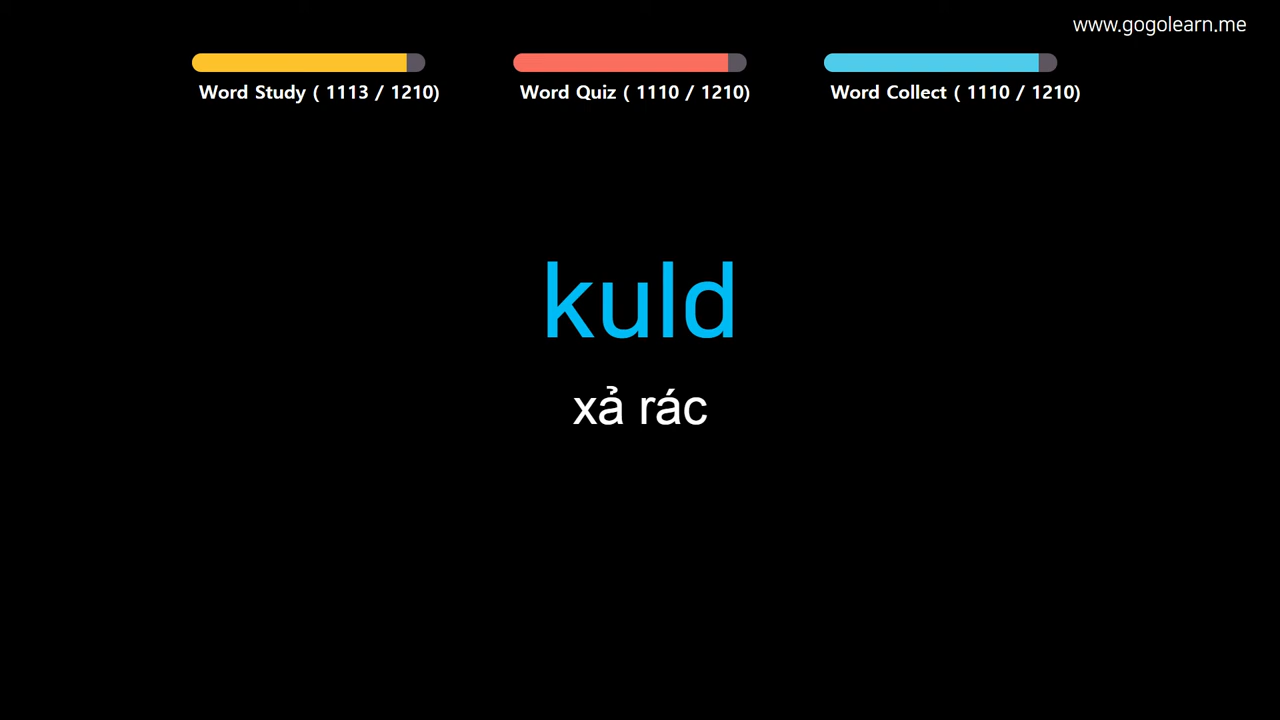 www.gogolearn.me
Word Study ( 1113 / 1210)
Word Quiz ( 1110 / 1210)
Word Collect ( 1110 / 1210)
kuld
xả rác